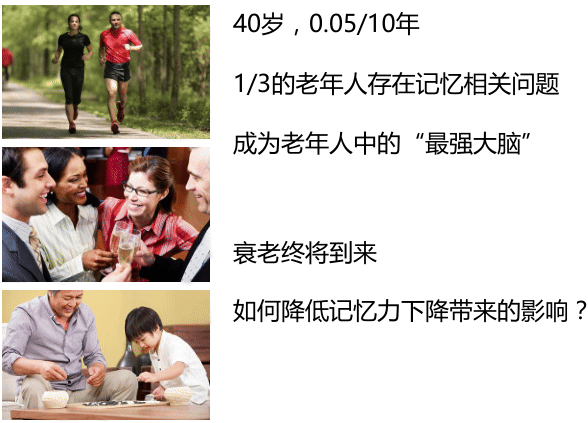 40岁，0.05/10年
1/3的老年人存在记忆相关问题
成为老年人中的“最强大脑”
衰老终将到来
如何降低记忆力下降带来的影响？